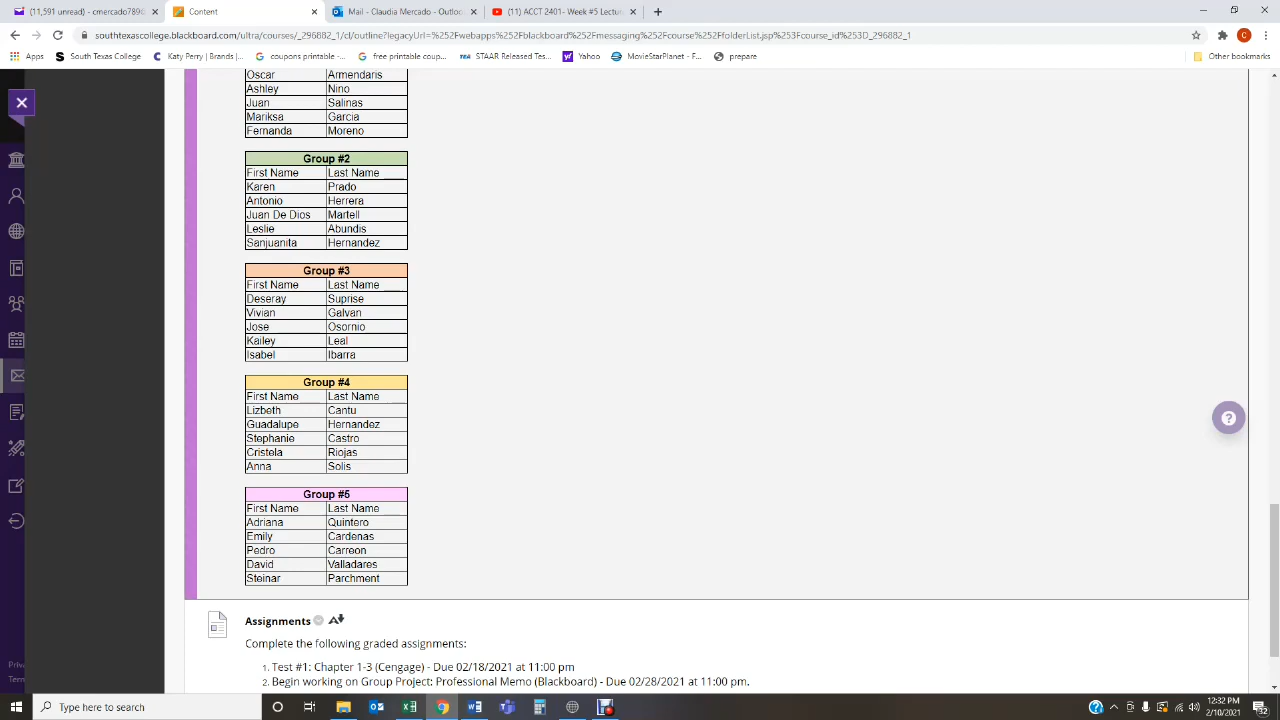 (11,591 unread) - cmercado789@
Content
Mail - Claudia Mercado - Outlook
(11) ACCT-2401- Week #5 Lecture
southtexascollege.blackboard.com/ultra/courses/_296882_1/cl/outline?legacyUrl=%252Fwebapps%252Fblackboard%252Fmessaging%252Fcourse%252FfolderList.jsp%253Fcourse_id%253D_296882_1
Apps
South Texas College
Katy Perry | Brands |...
coupons printable -...
free printable coup...
STAAR Released Tes...
Yahoo
MovieStarPlanet - F...
prepare
Other bookmarks
Oscar Armendaris
Ashley Nino
Juan Salinas
Mariksa Garcia
Fernanda Moreno
Group #2
First Name Last Name
Karen Prado
Antonio Herrera
Juan De Dios Martell
Leslie Abundis
Sanjuanita Hernandez
Group #3
First Name Last Name
Deseray Suprise
Vivian Galvan
Jose Osornio
Kailey Leal
Isabel Ibarra
Group #4
First Name Last Name
Lizbeth Cantu
Guadalupe Hernandez
Stephanie Castro
Cristela Riojas
Anna Solis
Group #5
First Name Last Name
Adriana Quintero
Emily Cardenas
Pedro Carreon
David Valladares
Steinar Parchment
Assignments
Complete the following graded assignments:
1. Test #1: Chapter 1-3 (Cengage) - Due 02/18/2021 at 11:00 pm
2. Begin working on Group Project: Professional Memo (Blackboard) - Due 02/28/2021 at 11:00 pm.
Priv
Term
Type here to search
12:32 PM
2/10/2021
32